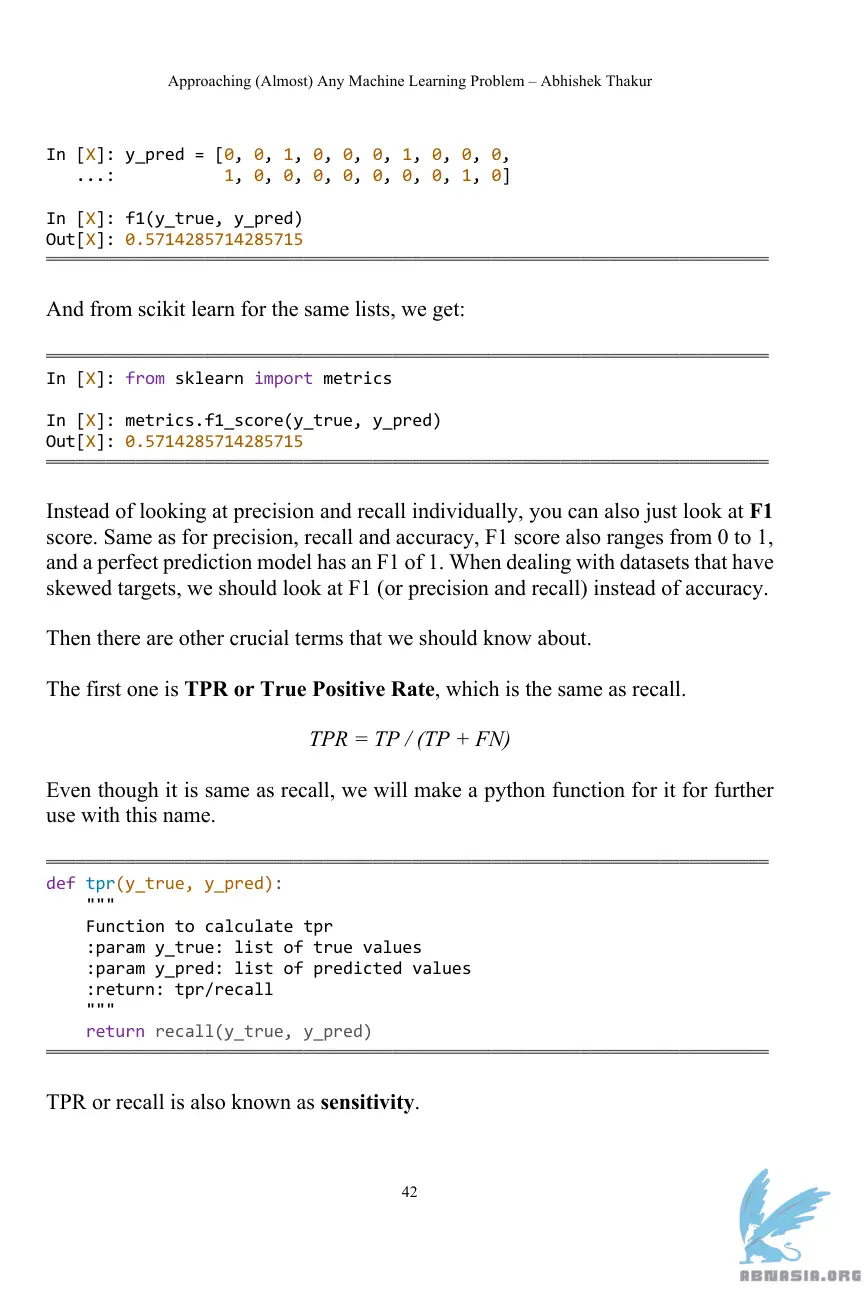 Approaching (Almost) Any Machine Learning Problem – Abhishek Thakur
In [X]: y_pred = [0, 0, 1, 0, 0, 0, 1, 0, 0, 0,
   ...:           1, 0, 0, 0, 0, 0, 0, 0, 1, 0]
In [X]: f1(y_true, y_pred)
Out[X]: 0.5714285714285715
And from scikit learn for the same lists, we get:
In [X]: from sklearn import metrics
In [X]: metrics.f1_score(y_true, y_pred)
Out[X]: 0.5714285714285715
Instead of looking at precision and recall individually, you can also just look at F1
score. Same as for precision, recall and accuracy, F1 score also ranges from 0 to 1,
and a perfect prediction model has an F1 of 1. When dealing with datasets that have
skewed targets, we should look at F1 (or precision and recall) instead of accuracy.
Then there are other crucial terms that we should know about.
The first one is TPR or True Positive Rate, which is the same as recall.
TPR = TP / (TP + FN)
Even though it is same as recall, we will make a python function for it for further
use with this name.
def tpr(y_true, y_pred):
    """
    Function to calculate tpr
    :param y_true: list of true values
    :param y_pred: list of predicted values
    :return: tpr/recall
    """
    return recall(y_true, y_pred)
TPR or recall is also known as sensitivity.
42
ABNASIA.ORG